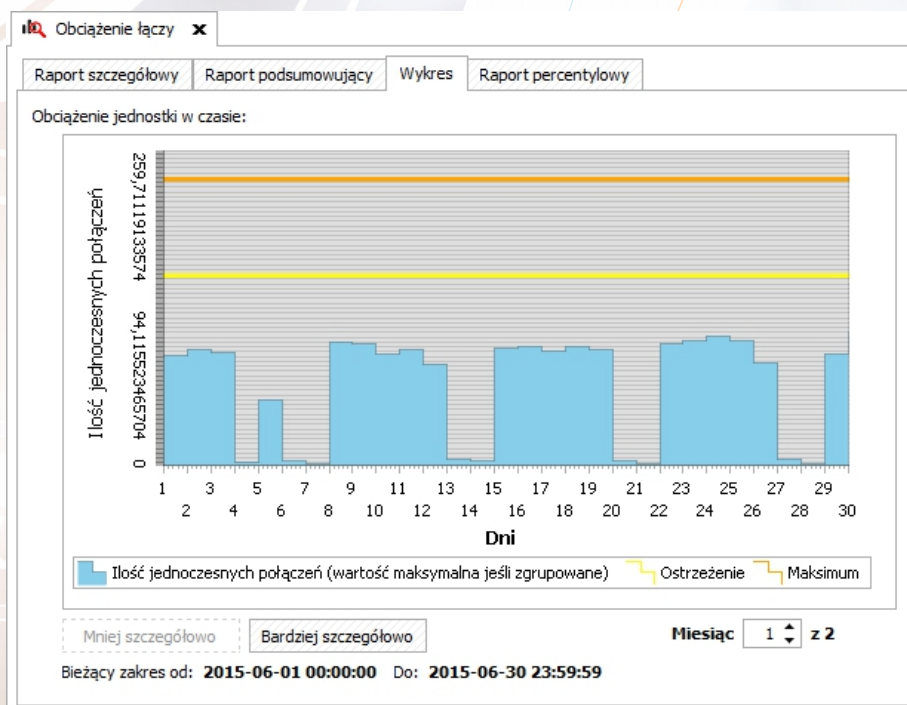 Obciążenie łączy x
Raport szczegółowy Raport podsumowujący Wykres Raport percentylowy
Obciążenie jednostki w czasie:
Ilość jednoczesnych połączeń
259,71119133574
94,115523465704
0
1 3 5 7 9 11 13 15 17 19 21 23 25 27 29
2 4 6 8 10 12 14 16 18 20 22 24 26 28 30
Dni
Ilość jednoczesnych połączeń (wartość maksymalna jeśli zgrupowane) Ostrzeżenie Maksimum
Mniej szczegółowo Bardziej szczegółowo Miesiąc 1 z 2
Bieżący zakres od: 2015-06-01 00:00:00 Do: 2015-06-30 23:59:59